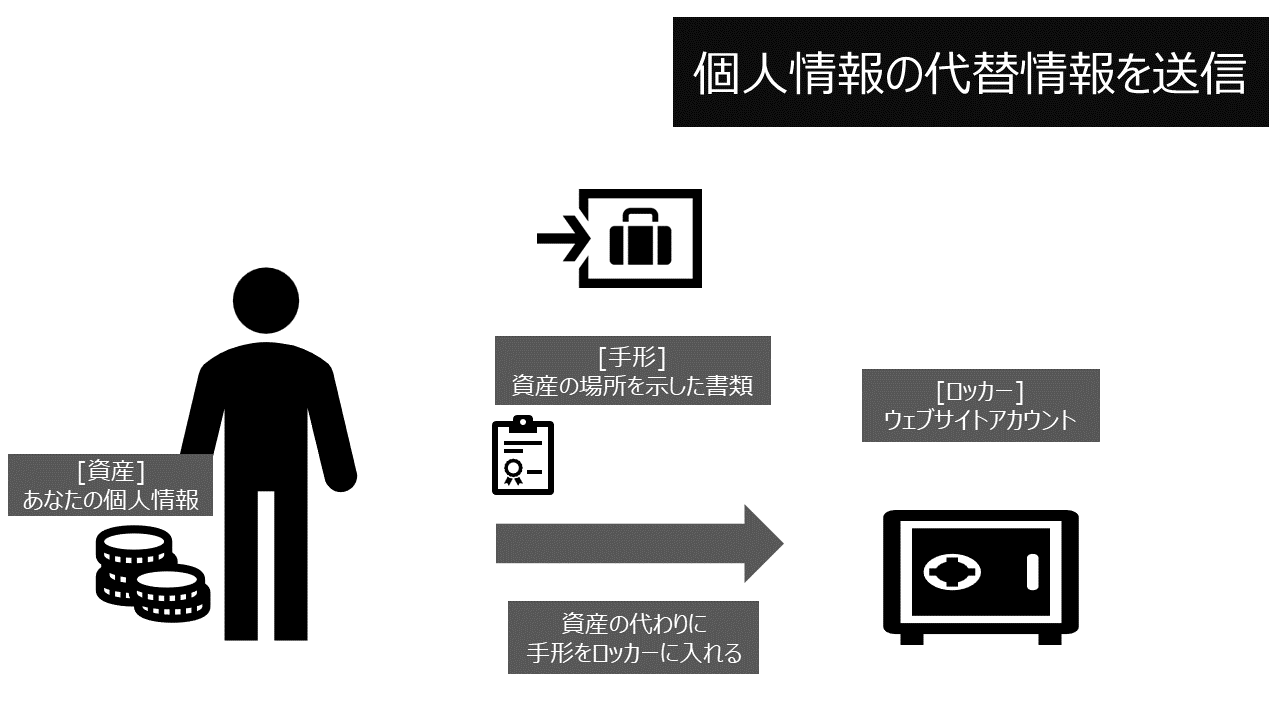 個人情報の代替情報を送信
[手形]
資産の場所を示した書類
[ロッカー]
ウェブサイトアカウント
[資産]
あなたの個人情報
資産の代わりに
手形をロッカーに入れる